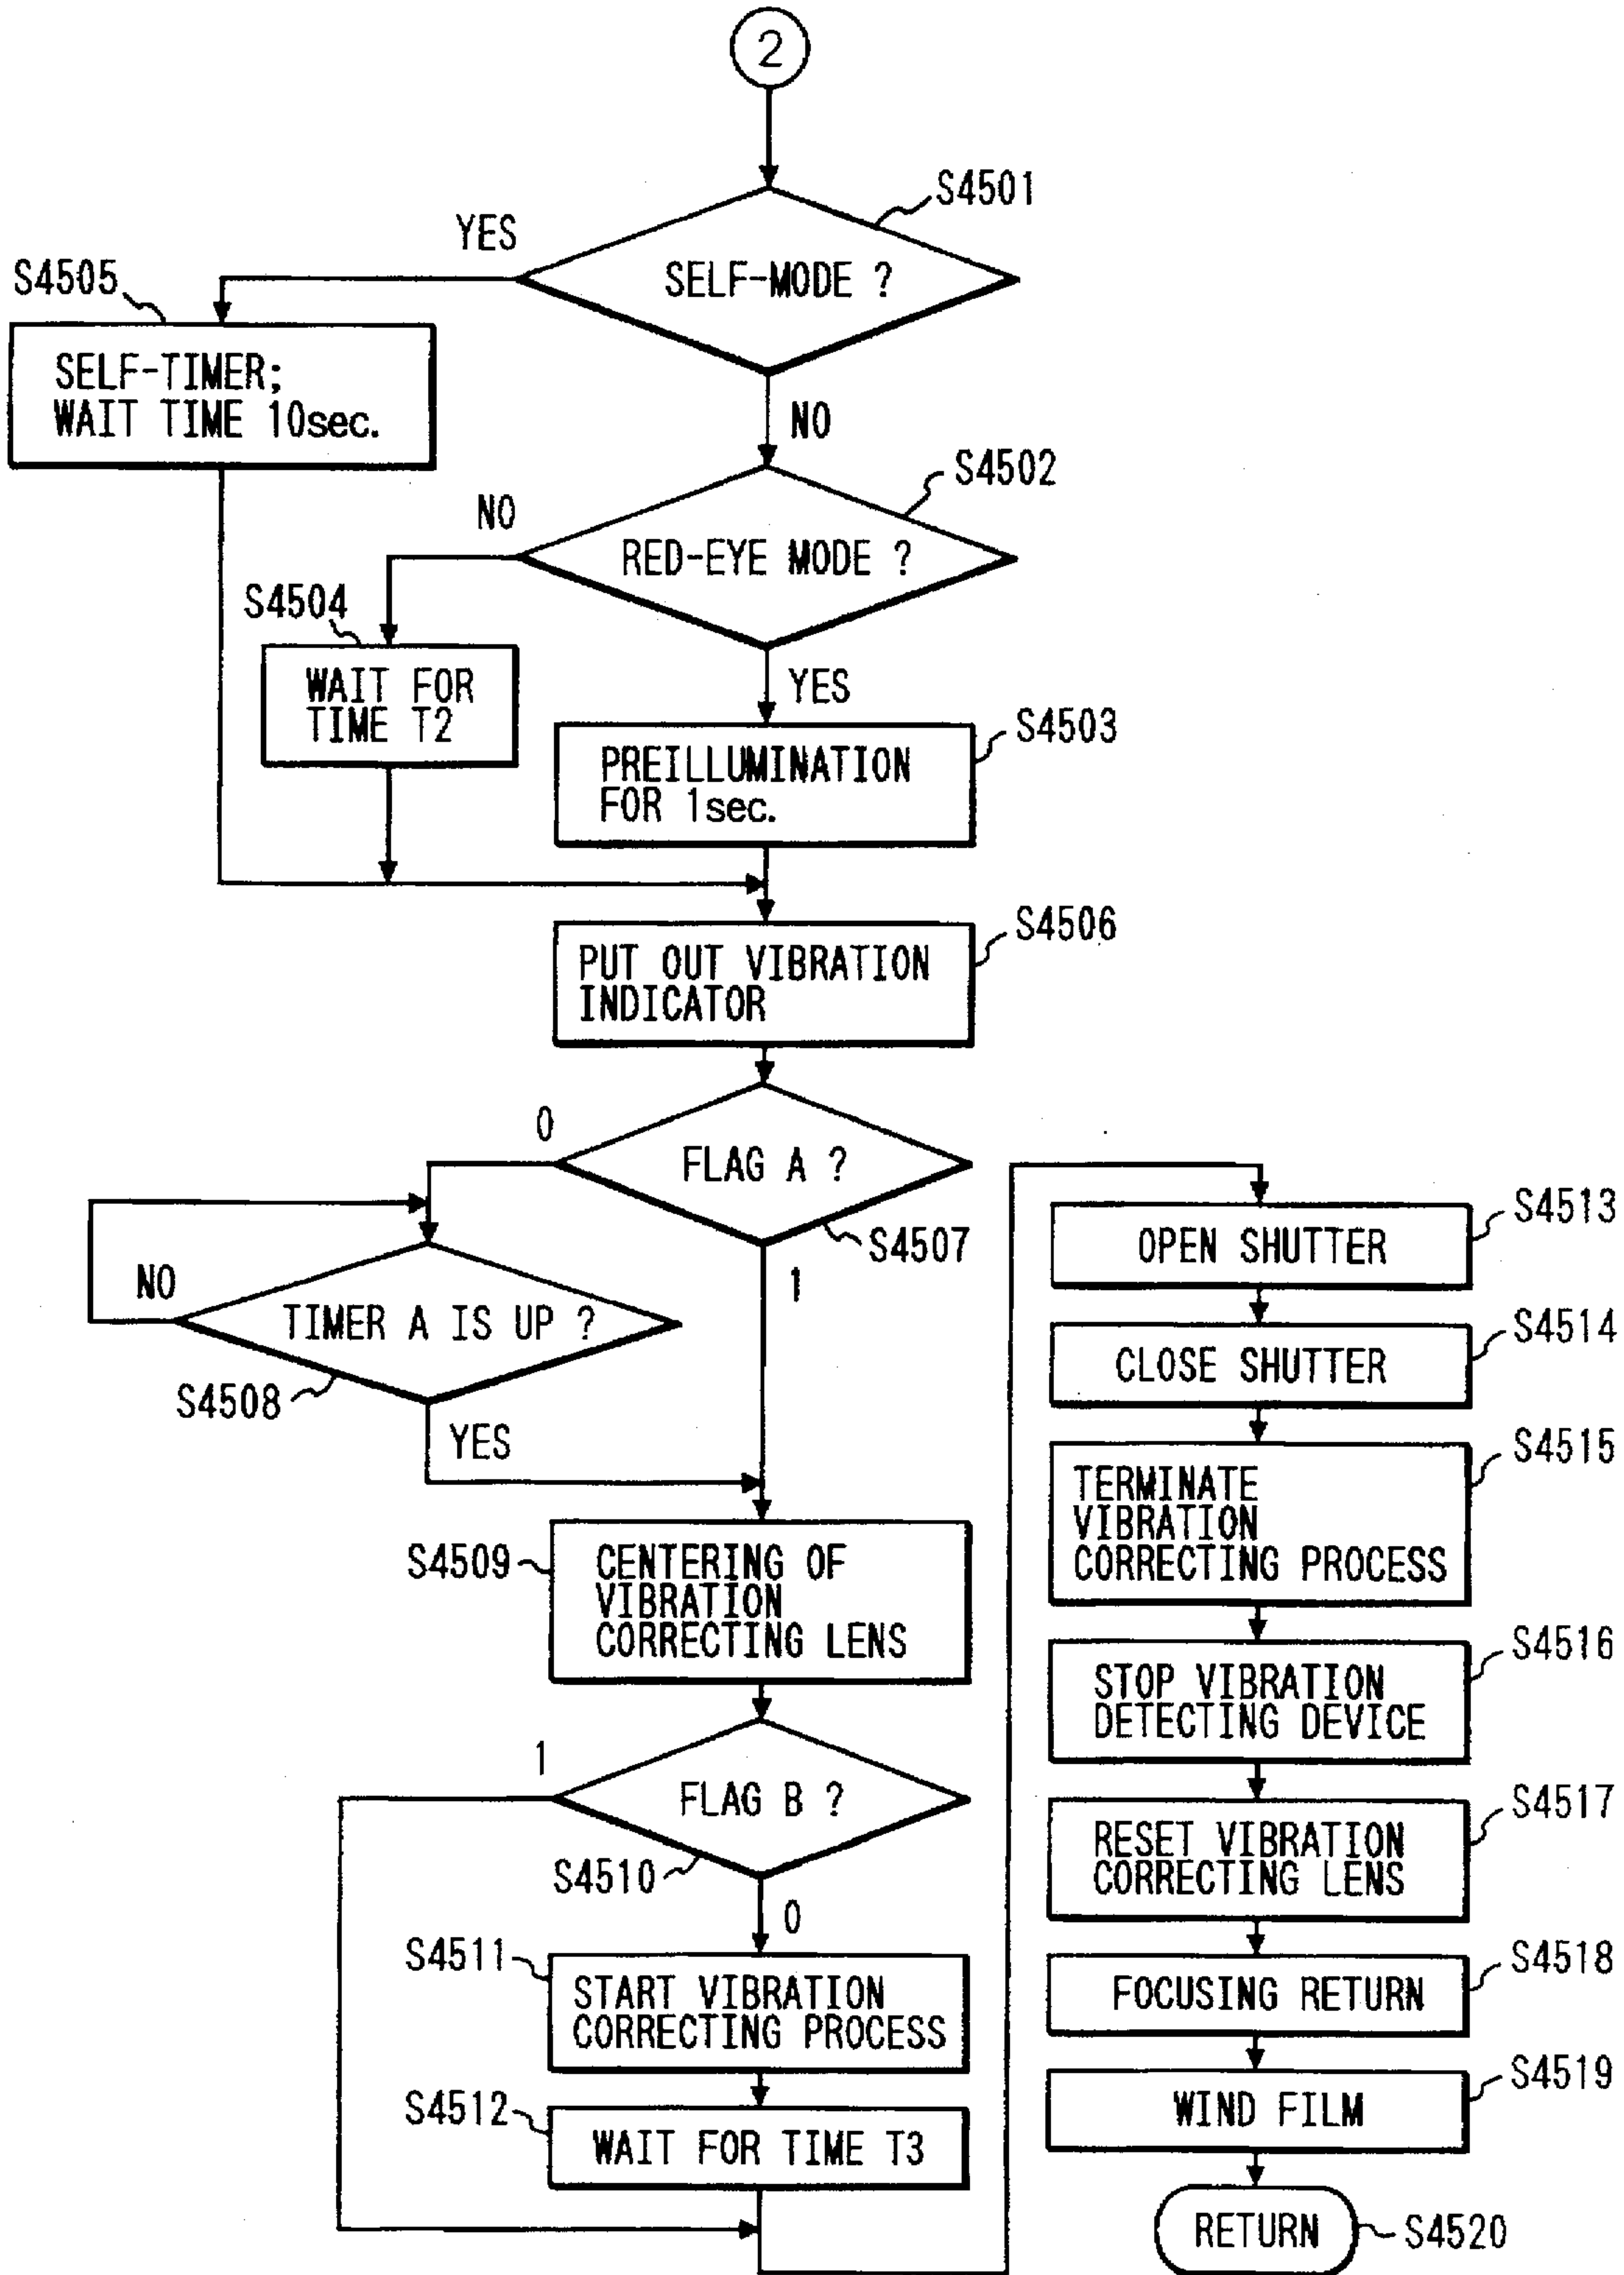 2
S4501
YES
SELF-MODE ?
S4505
SELF-TIMER;
WAIT TIME 10sec.
NO
S4502
NO
RED-EYE MODE ?
S4504
WAIT FOR
TIME T2
YES
S4503
PREILLUMINATION
FOR 1sec.
S4506
PUT OUT VIBRATION
INDICATOR
0
FLAG A ?
S4507
1
NO
TIMER A IS UP ?
S4508
YES
S4509
CENTERING OF
VIBRATION
CORRECTING LENS
1
FLAG B ?
S4510
0
S4511
START VIBRATION
CORRECTING PROCESS
S4512
WAIT FOR TIME T3
S4513
OPEN SHUTTER
S4514
CLOSE SHUTTER
S4515
TERMINATE
VIBRATION
CORRECTING PROCESS
S4516
STOP VIBRATION
DETECTING DEVICE
S4517
RESET VIBRATION
CORRECTING LENS
S4518
FOCUSING RETURN
S4519
WIND FILM
RETURN
S4520